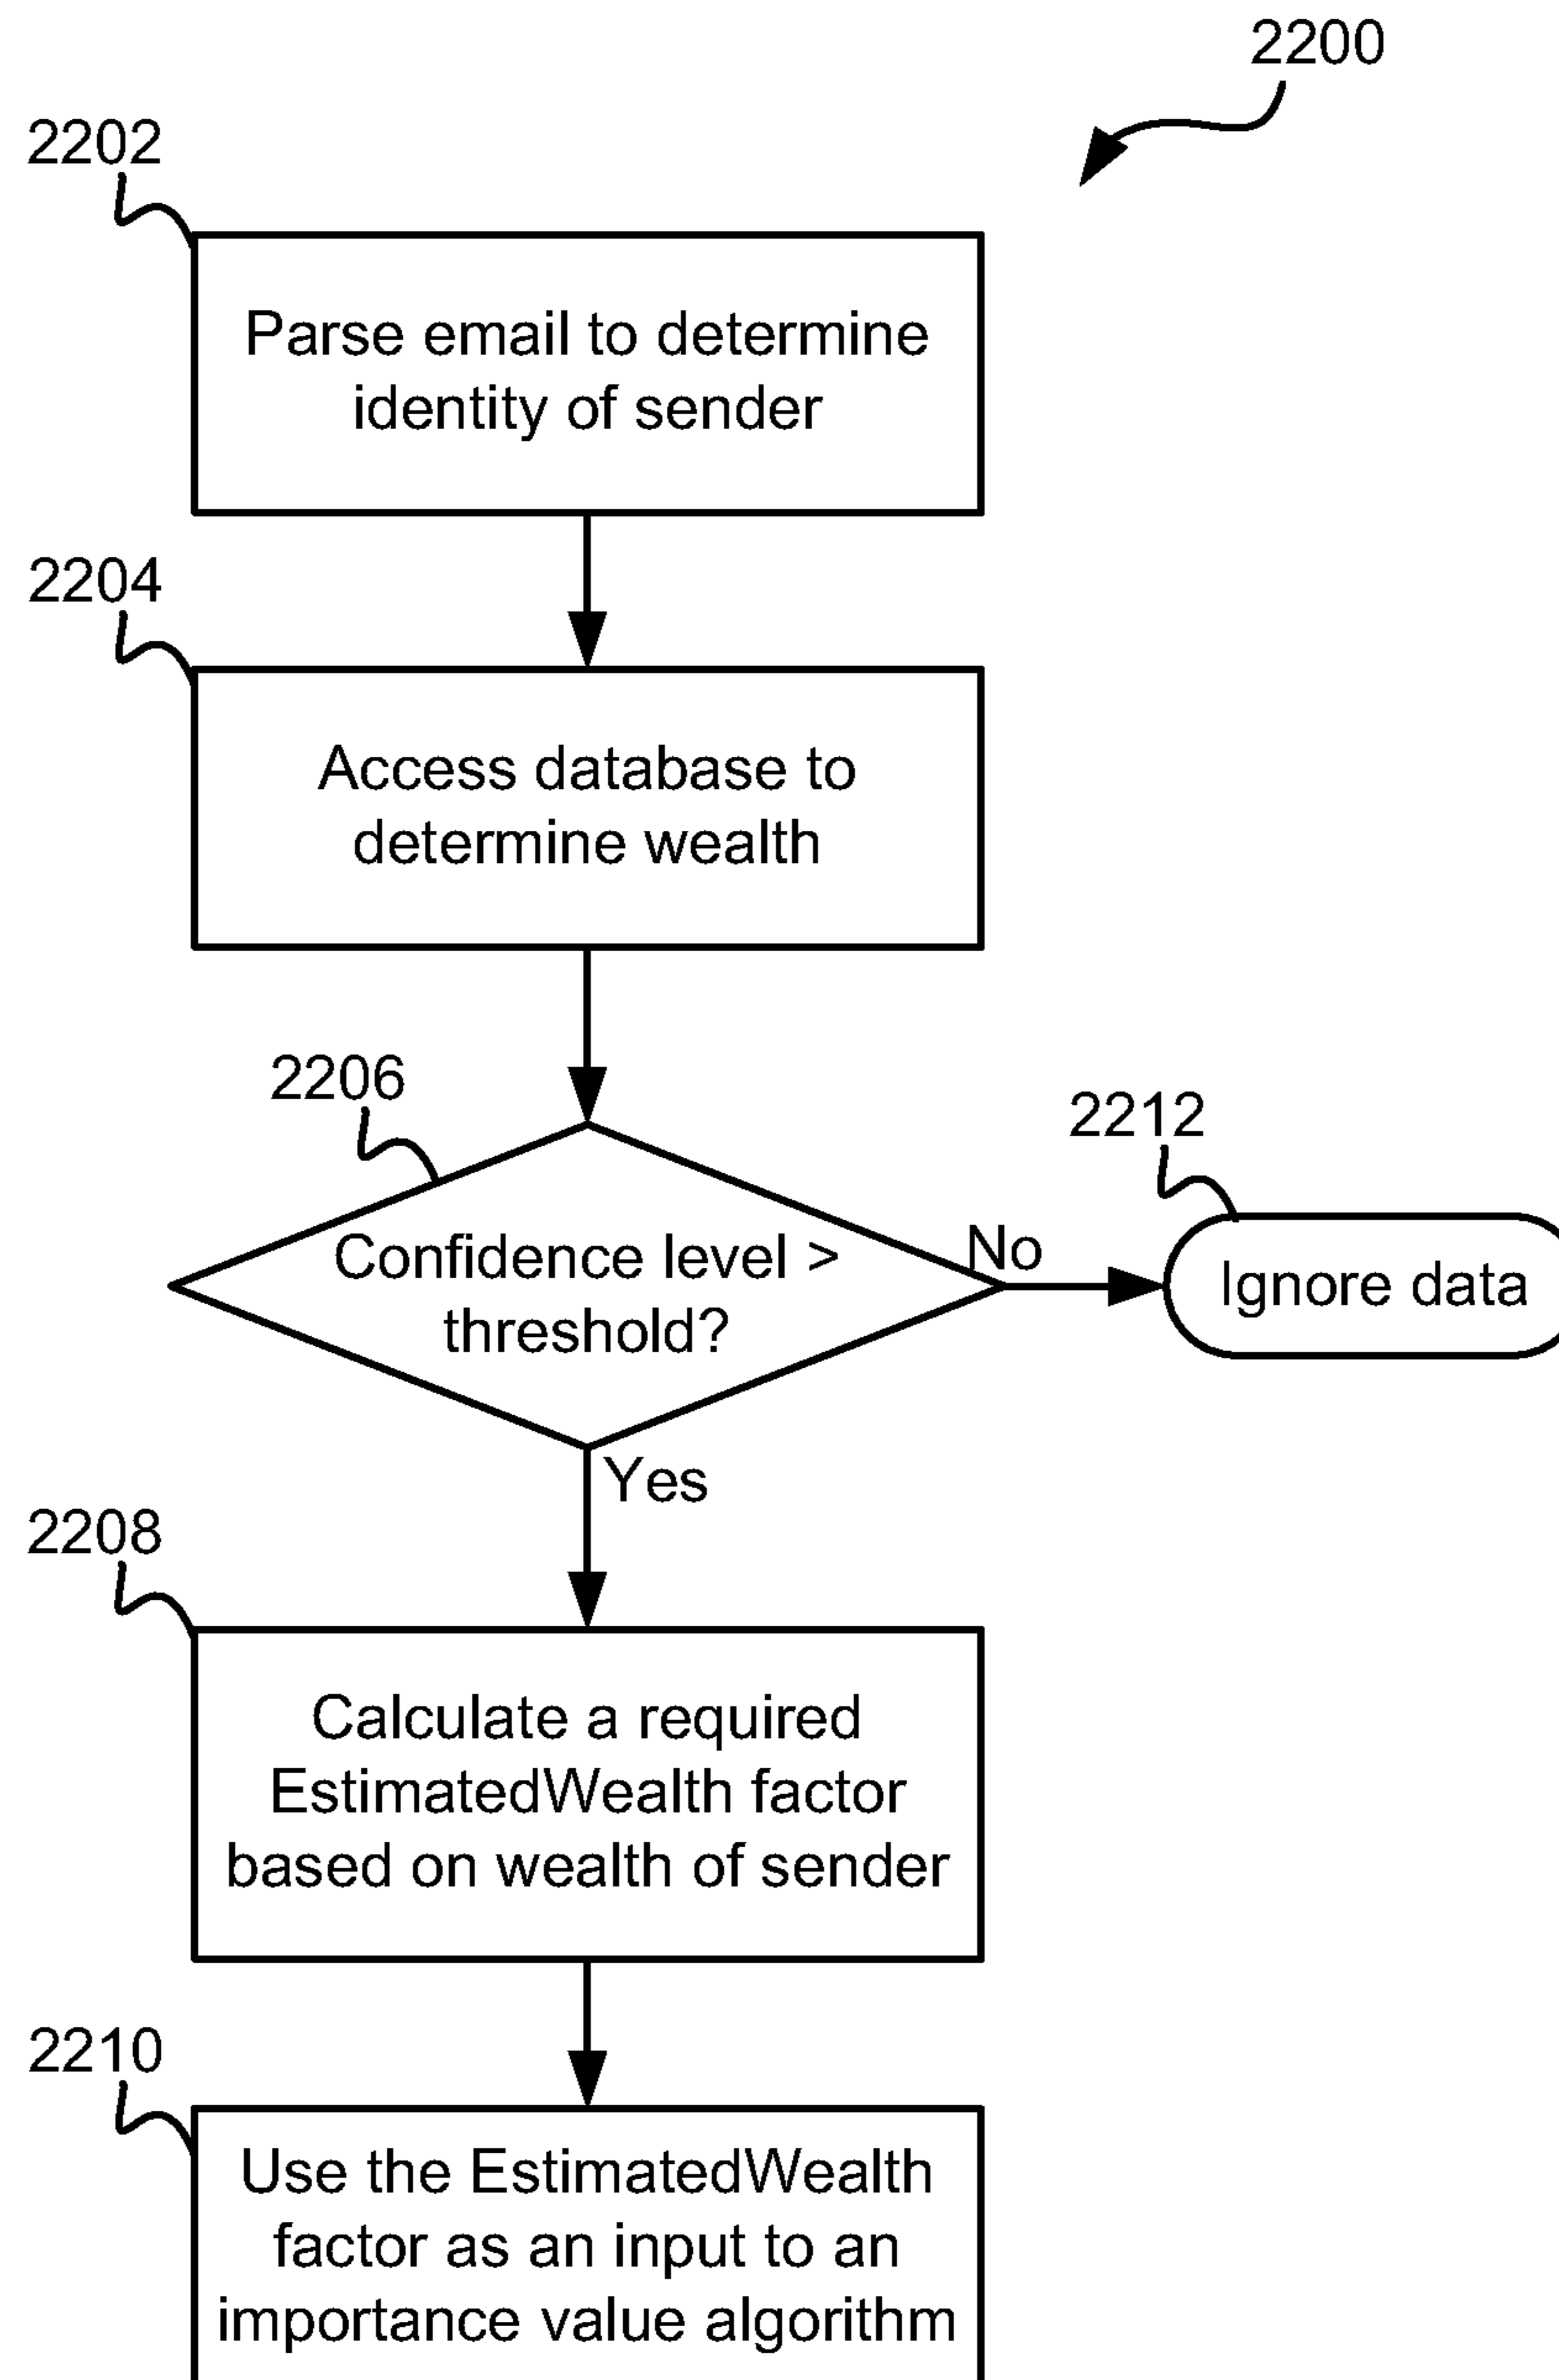 2200
2202
Parse email to determine
identity of sender
2204
Access database to
determine wealth
2206
2212
Confidence level >
threshold?
No
Ignore data
Yes
2208
Calculate a required
EstimatedWealth factor
based on wealth of sender
2210
Use the EstimatedWealth
factor as an input to an
importance value algorithm